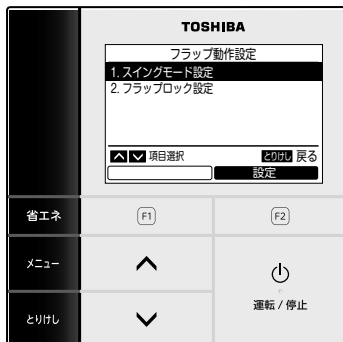 TOSHIBA
フラップ動作設定
1. スイングモード設定
2. フラップロック設定
項目選択 とりけし 戻る
設定
省エネ F1 F2
メニュー
運転 / 停止
とりけし